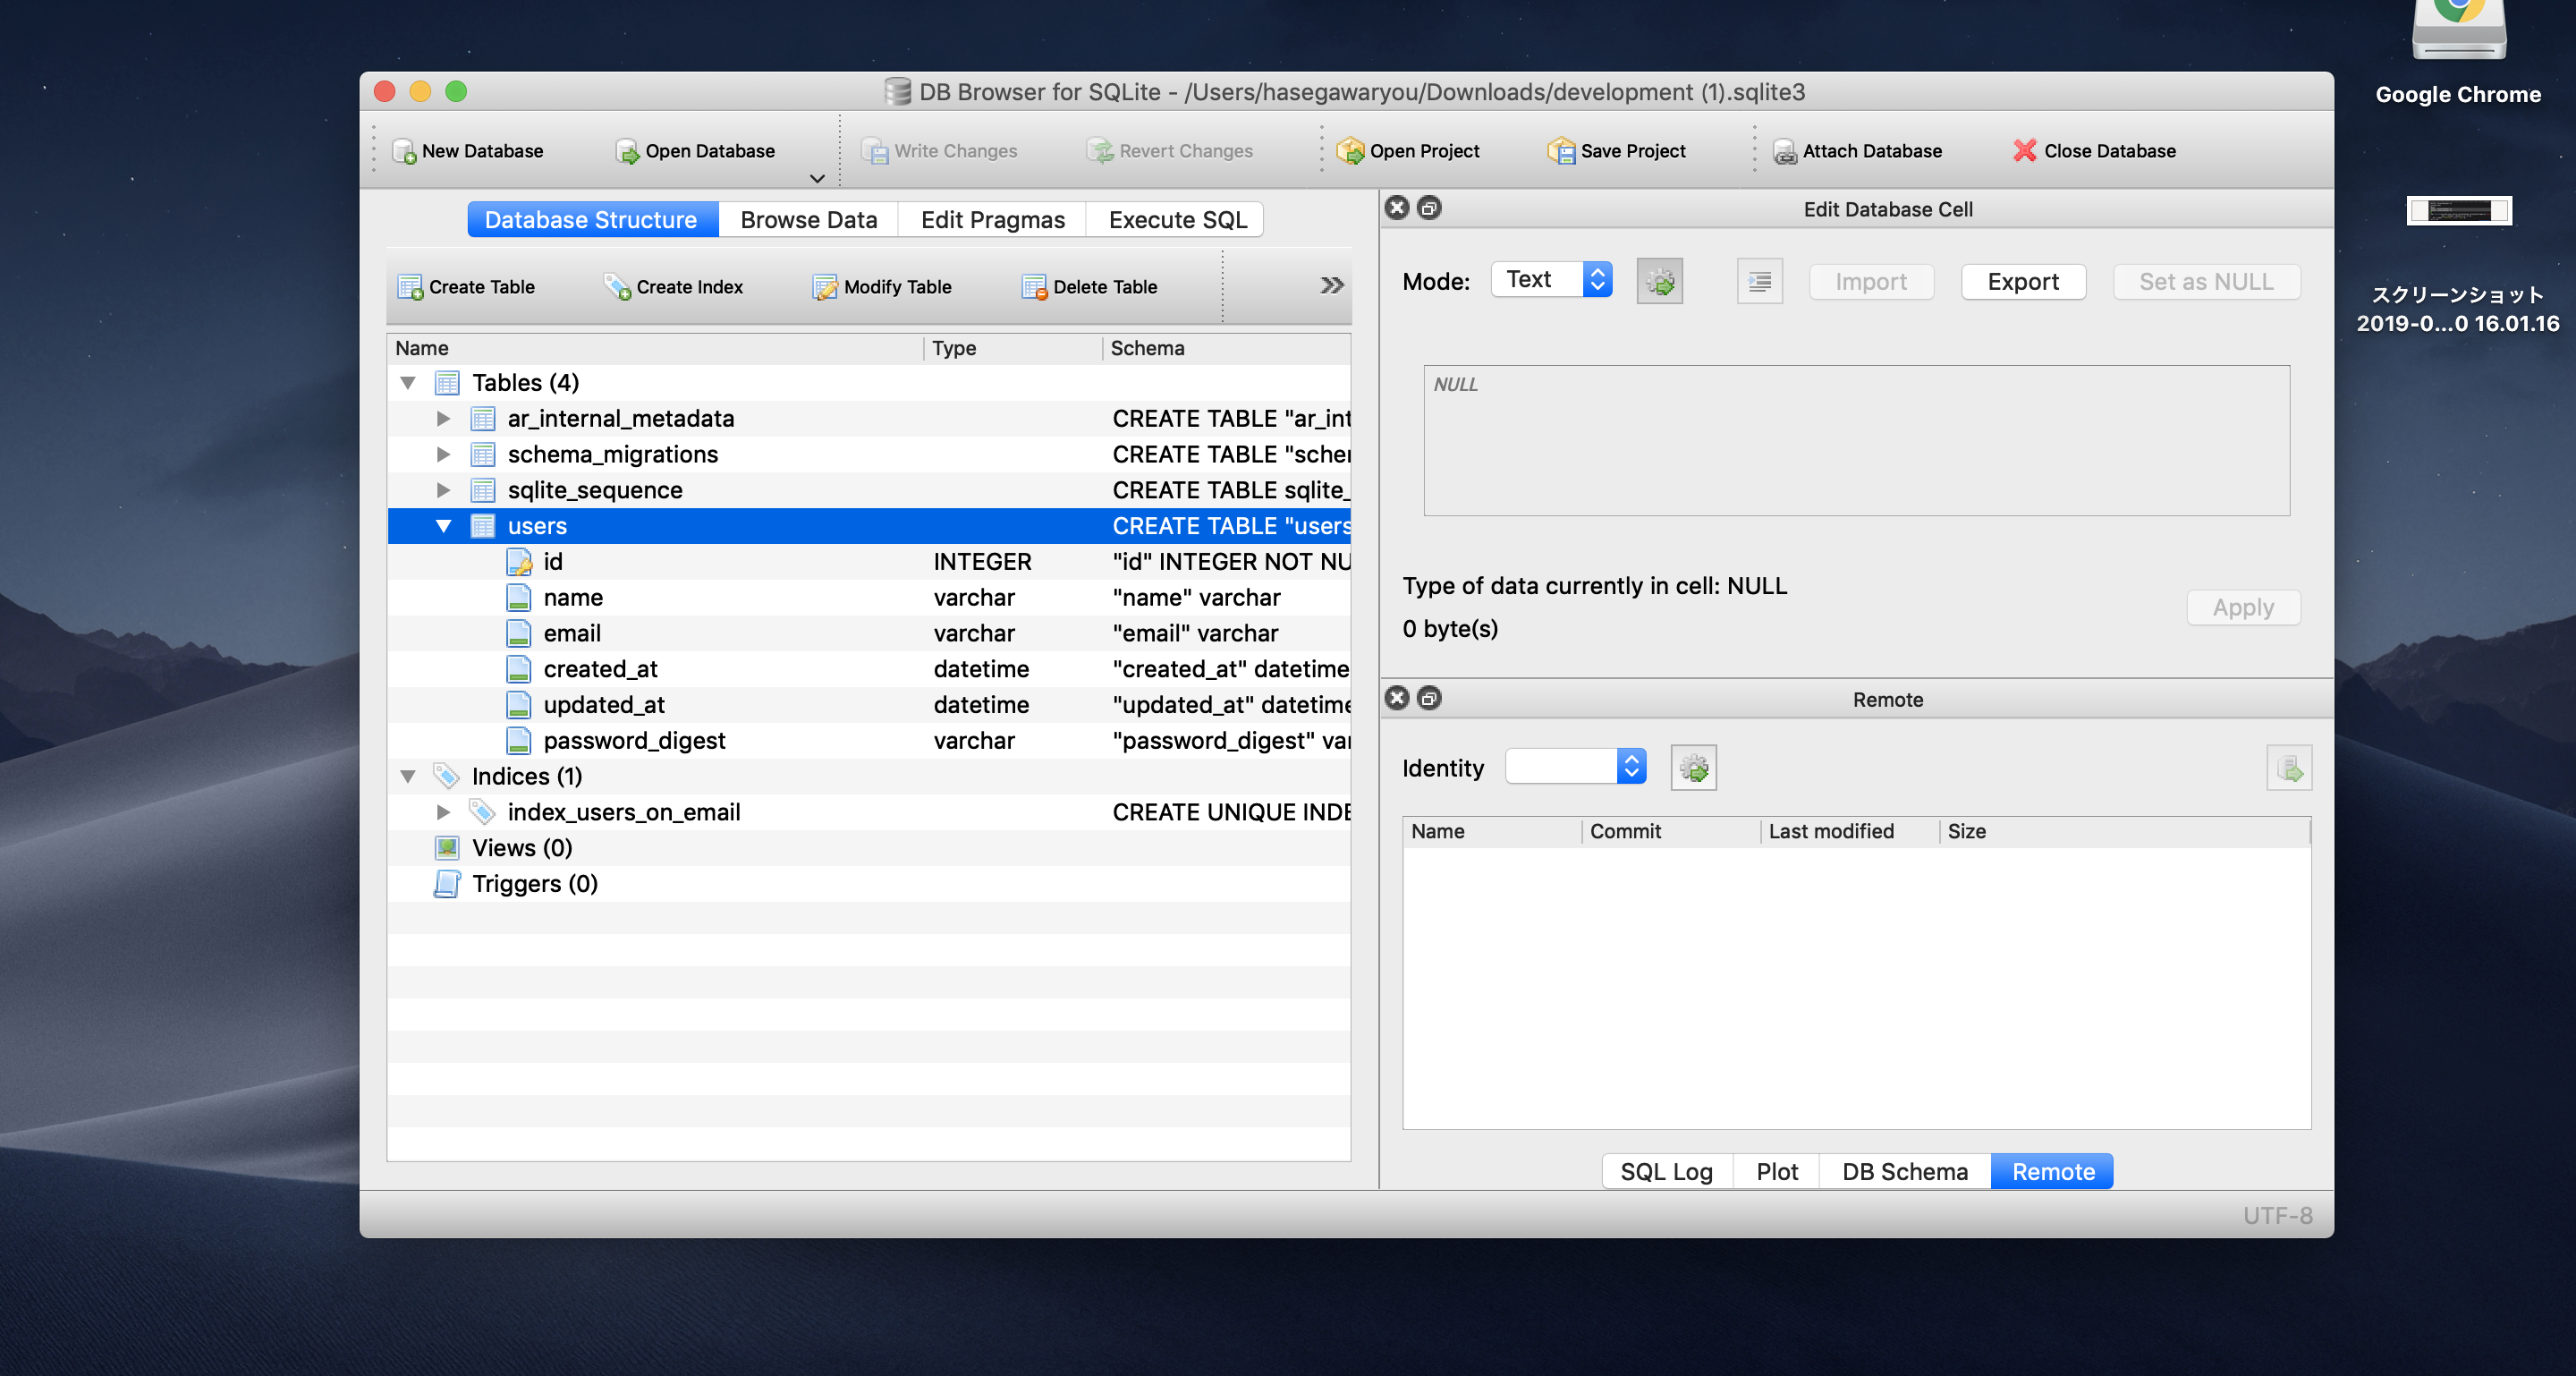 DB Browser for SQLite - /Users/hasegawaryou/Downloads/development (1).sqlite3
New Database
Open Database
Write Changes
Revert Changes
Open Project
Save Project
Attach Database
Close Database
Database Structure
Browse Data
Edit Pragmas
Execute SQL
Create Table
Create Index
Modify Table
Delete Table
Name Type Schema
Tables (4)
ar_internal_metadata CREATE TABLE "ar_int
schema_migrations CREATE TABLE "scher
sqlite_sequence CREATE TABLE sqlite_
users CREATE TABLE "users
id INTEGER "id" INTEGER NOT NU
name varchar "name" varchar
email varchar "email" varchar
created_at datetime "created_at" datetime
updated_at datetime "updated_at" datetime
password_digest varchar "password_digest" var
Indices (1)
index_users_on_email CREATE UNIQUE INDE
Views (0)
Triggers (0)
Edit Database Cell
Mode: Text
Import
Export
Set as NULL
NULL
Type of data currently in cell: NULL
0 byte(s)
Apply
Remote
Identity
Name Commit Last modified Size
SQL Log
Plot
DB Schema
Remote
UTF-8
Google Chrome
スクリーンショット
2019-0...0 16.01.16